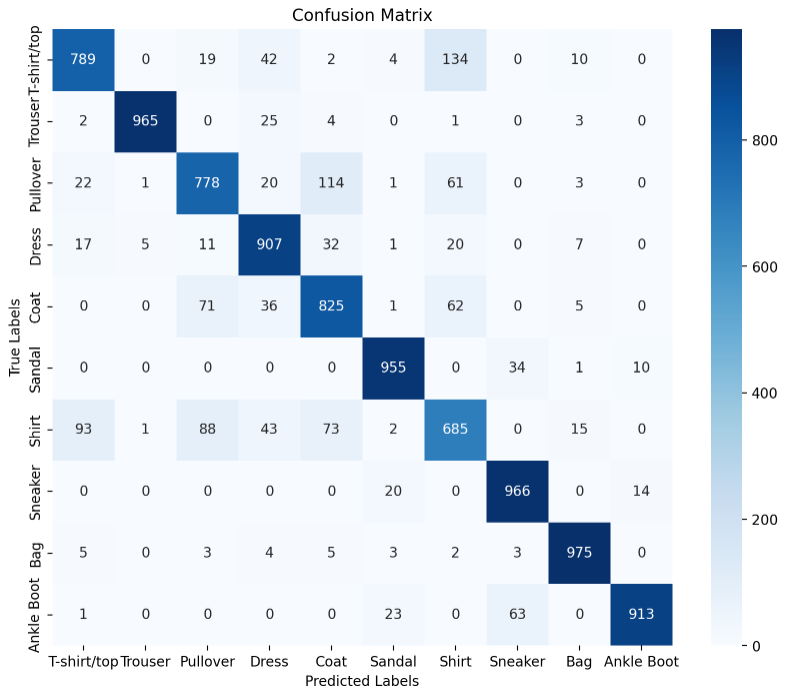 Confusion Matrix
T-shirt/top 789 0 19 42 2 4 134 0 10 0
Trouser 2 965 0 25 4 0 1 0 3 0
Pullover 22 1 778 20 114 1 61 0 3 0
Dress 17 5 11 907 32 1 20 0 7 0
Coat 0 0 71 36 825 1 62 0 5 0
Sandal 0 0 0 0 0 955 0 34 1 10
Shirt 93 1 88 43 73 2 685 0 15 0
Sneaker 0 0 0 0 0 20 0 966 0 14
Bag 5 0 3 4 5 3 2 3 975 0
Ankle Boot 1 0 0 0 0 23 0 63 0 913
True Labels
T-shirt/top Trouser Pullover Dress Coat Sandal Shirt Sneaker Bag Ankle Boot
Predicted Labels
800
600
400
200
0